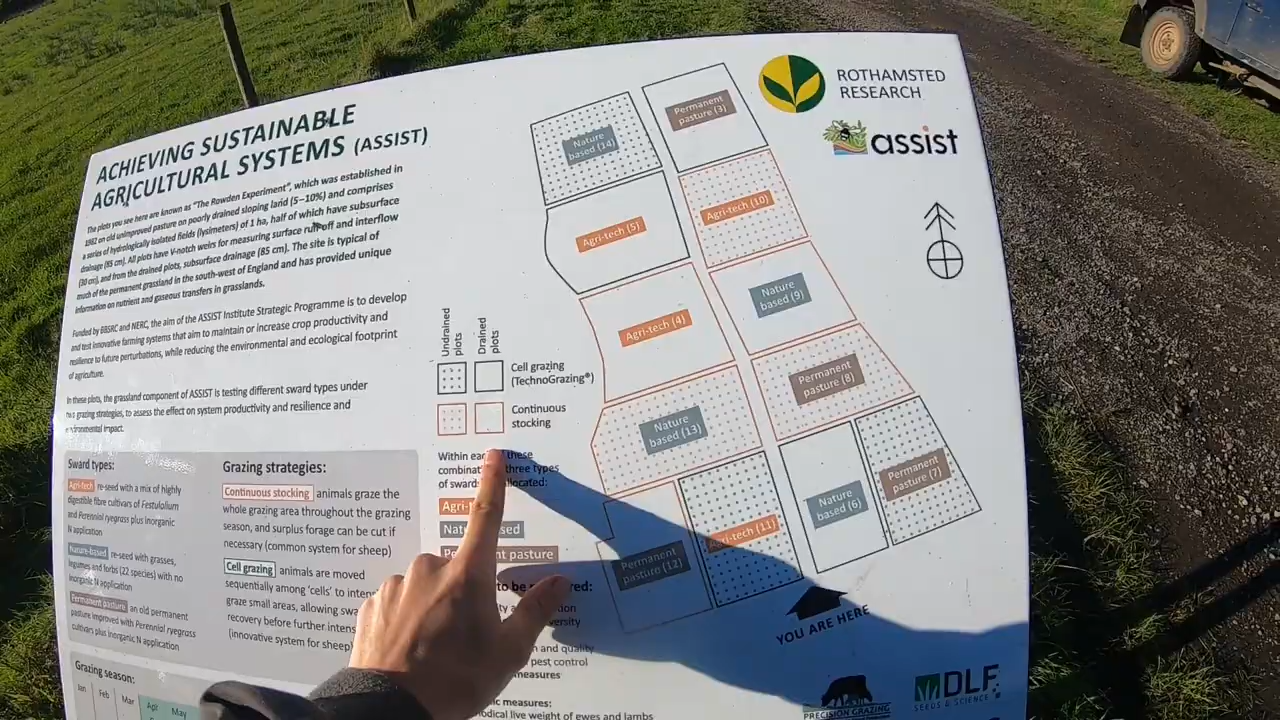 ACHIEVING SUSTAINABLE
AGRICULTURAL SYSTEMS (ASSIST)
The plots you see here are known as "The Rowden Experiment", which was established in
1982 on old unimproved pasture on poorly drained sloping land (5–10%) and comprises
a series of hydrologically isolated fields (lysimeters) of 1 ha, half of which have subsurface
drainage (85 cm). All plots have V-notch weirs for measuring surface runoff and interflow
(30 cm), and from the drained plots, subsurface drainage (85 cm). The site is typical of
much of the permanent grassland in the south-west of England and has provided unique
information on nutrient and gaseous transfers in grasslands.
Funded by BBSRC and NERC, the aim of the ASSIST Institute Strategic Programme is to develop
and test innovative farming systems that aim to maintain or increase crop productivity and
resilience to future perturbations, while reducing the environmental and ecological footprint
of agriculture.
In these plots, the grassland component of ASSIST is testing different sward types under
grazing strategies, to assess the effect on system productivity and resilience and
impact.
Sward types:
Agri-tech re-seed with a mix of highly
digestible fibre cultivars of Festulolium
and Perennial ryegrass plus inorganic
N application
Nature-based re-seed with grasses,
legumes and forbs (22 species) with no
inorganic N application
Permanent pasture an old permanent
pasture improved with Perennial ryegrass
cultivars plus inorganic N application
Grazing strategies:
Continuous stocking animals graze the
whole grazing area throughout the grazing
season, and surplus forage can be cut if
necessary (common system for sheep)
Cell grazing animals are moved
sequentially among 'cells' to
graze small areas, allowing
recovery before further
(innovative system for sheep
Grazing season:
Jan Feb Mar Apr May
Undrained plots
Drained plots
Cell grazing
(TechnoGrazing®)
Continuous
stocking
Within these
three types
of
Agri-
pasture
to be
and quality
pest control
measures
measures:
live weight of ewes and lambs
Nature based (14)
Permanent pasture (3)
Agri-tech (5)
Agri-tech (10)
Agri-tech (4)
Nature based (9)
Nature based (13)
Permanent pasture (8)
Permanent pasture (12)
Agri-tech (11)
Nature based (6)
Permanent pasture (7)
YOU ARE HERE
ROTHAMSTED
RESEARCH
assist
PRECISION GRAZING
DLF
SEEDS & SCIENCE